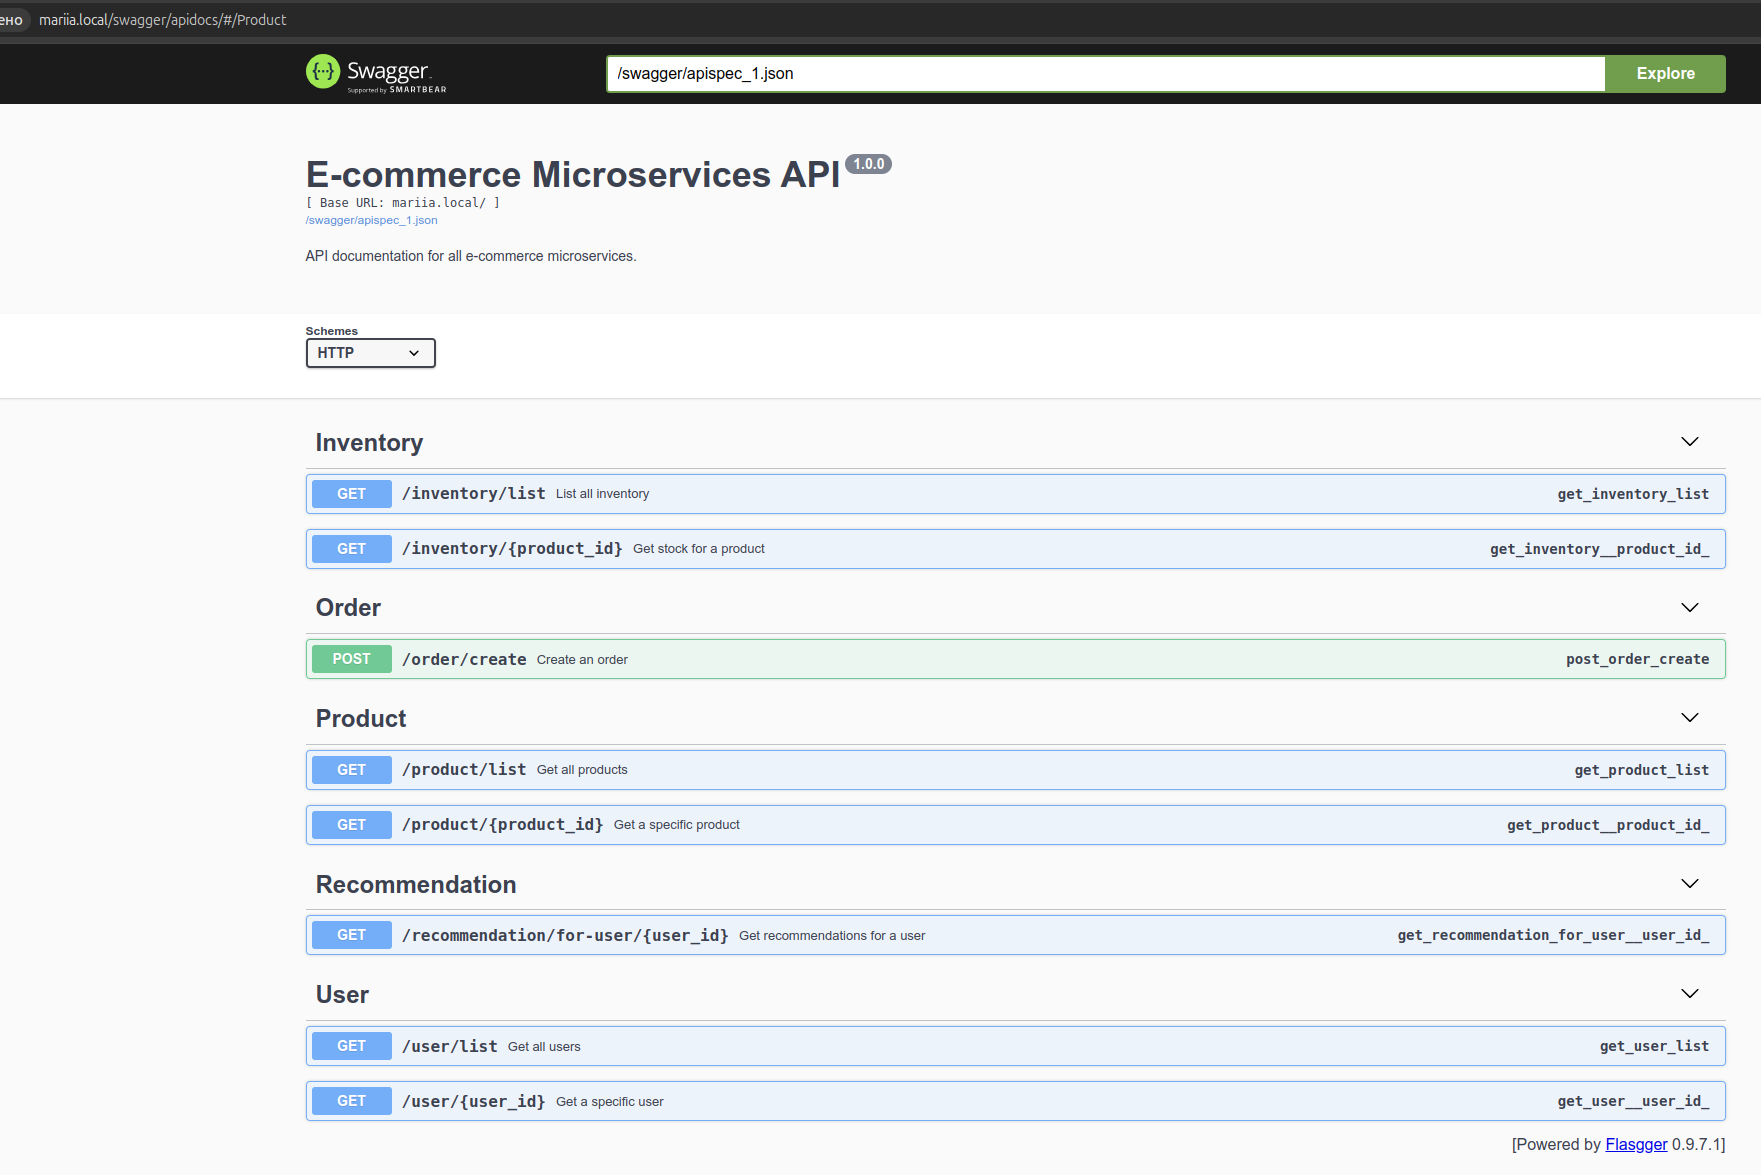 ено mariia.local/swagger/apidocs/#/Product
{...} Swagger.
Supported by SMARTBEAR
/swagger/apispec_1.json Explore
E-commerce Microservices API 1.0.0
[ Base URL: mariia.local/ ]
/swagger/apispec_1.json
API documentation for all e-commerce microservices.
Schemes
HTTP
Inventory
GET /inventory/list List all inventory get_inventory_list
GET /inventory/{product_id} Get stock for a product get_inventory__product_id_
Order
POST /order/create Create an order post_order_create
Product
GET /product/list Get all products get_product_list
GET /product/{product_id} Get a specific product get_product__product_id_
Recommendation
GET /recommendation/for-user/{user_id} Get recommendations for a user get_recommendation_for_user__user_id_
User
GET /user/list Get all users get_user_list
GET /user/{user_id} Get a specific user get_user__user_id_
[Powered by Flasgger 0.9.7.1]